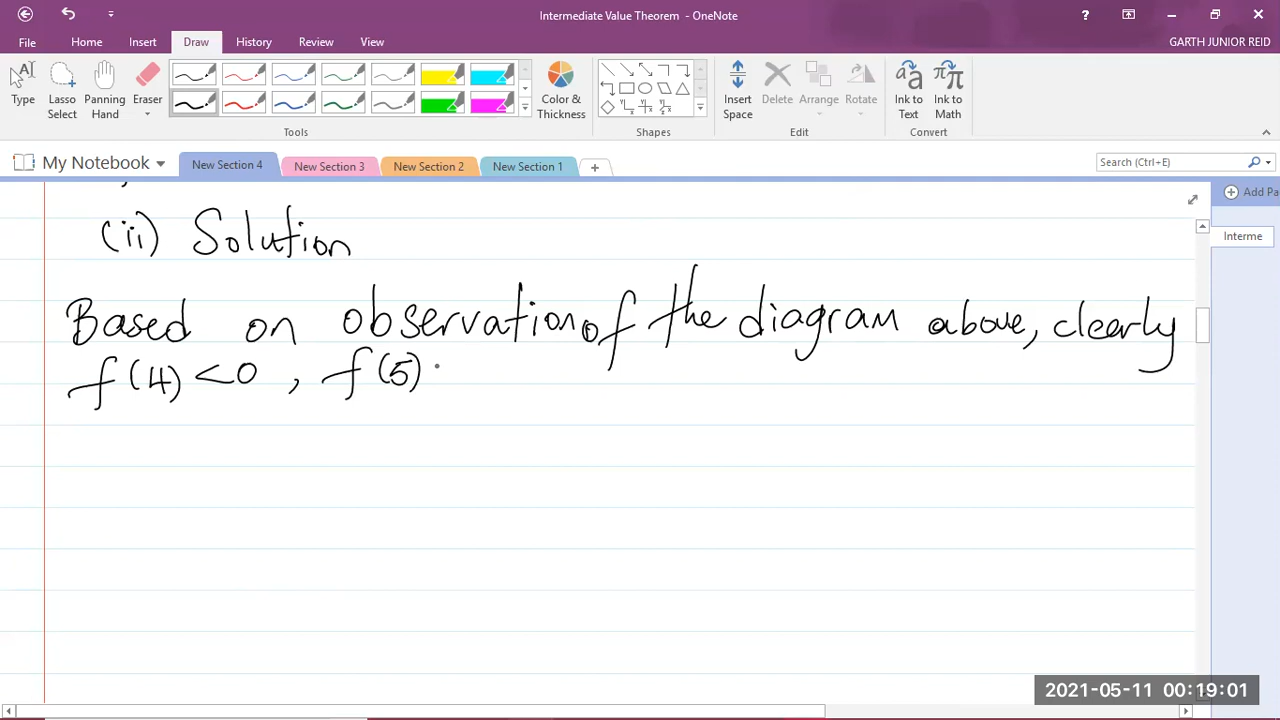 Intermediate Value Theorem - OneNote
?
File
Home
Insert
Draw
History
Review
View
GARTH JUNIOR REID
Type
Lasso Select
Panning Hand
Eraser
Color & Thickness
Insert Space
Delete
Arrange
Rotate
Ink to Text
Ink to Math
Tools
Shapes
Edit
Convert
My Notebook
New Section 4
New Section 3
New Section 2
New Section 1
Search (Ctrl+E)
Add Pa
Interme
(ii) Solution
Based on observation of the diagram above, clearly
f(4) <0 , f(5)
2021-05-11 00:19:01